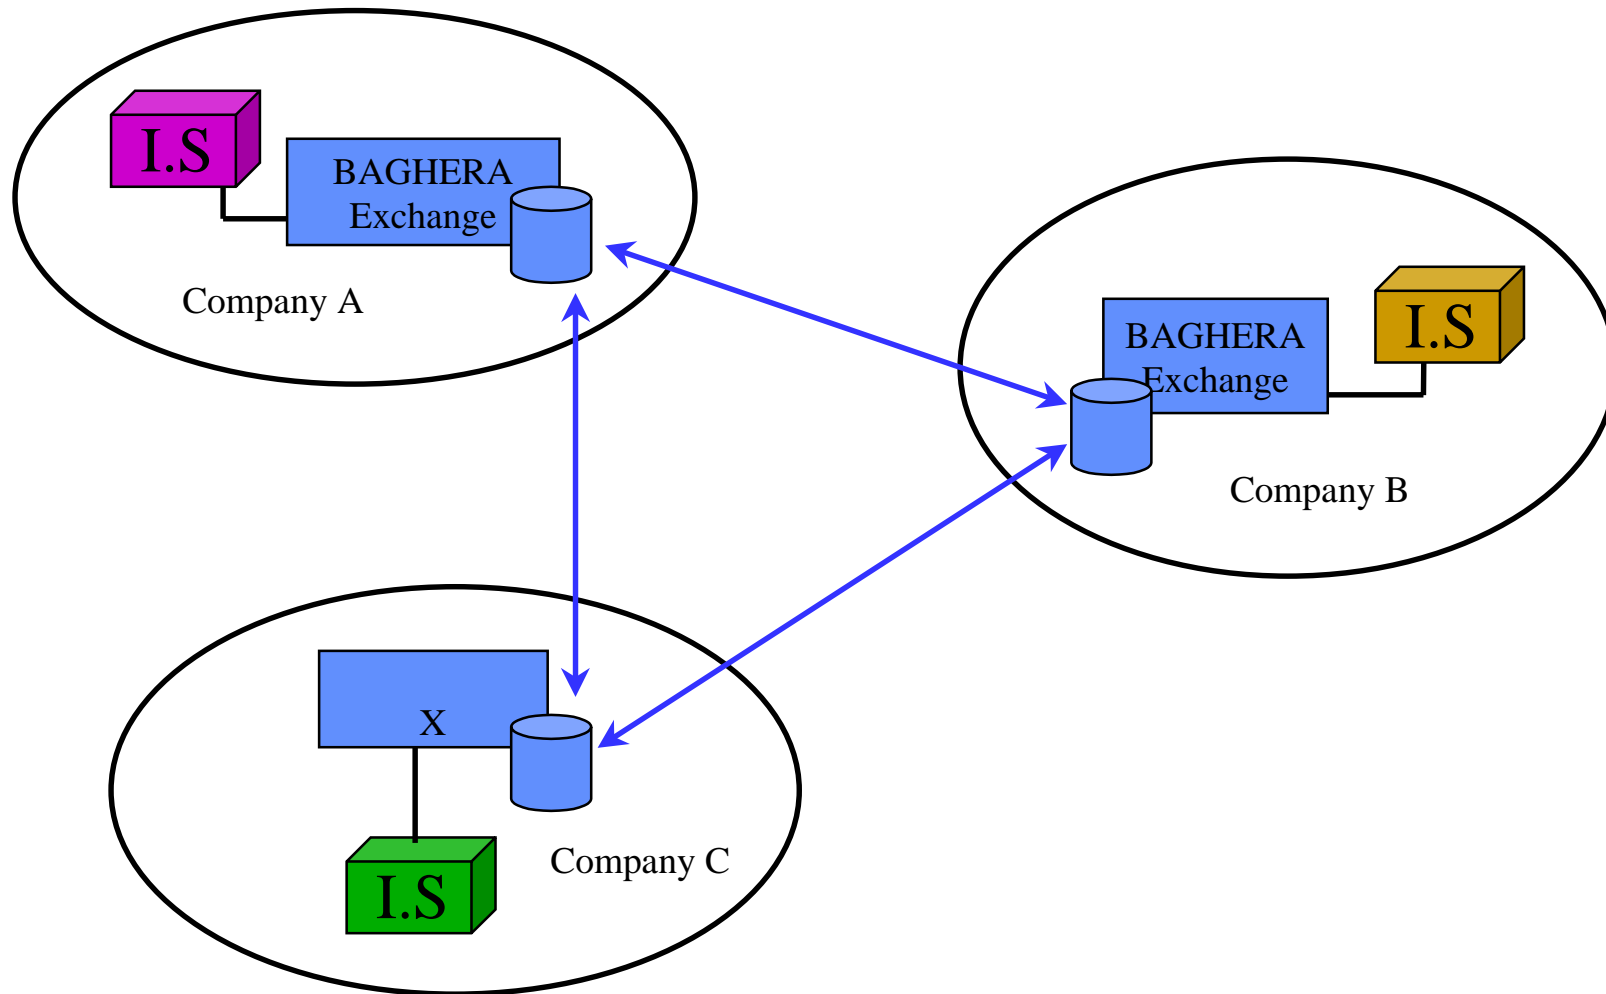 I.S
BAGHERA
Exchange
Company A
BAGHERA
Exchange
I.S
Company B
X
I.S
Company C